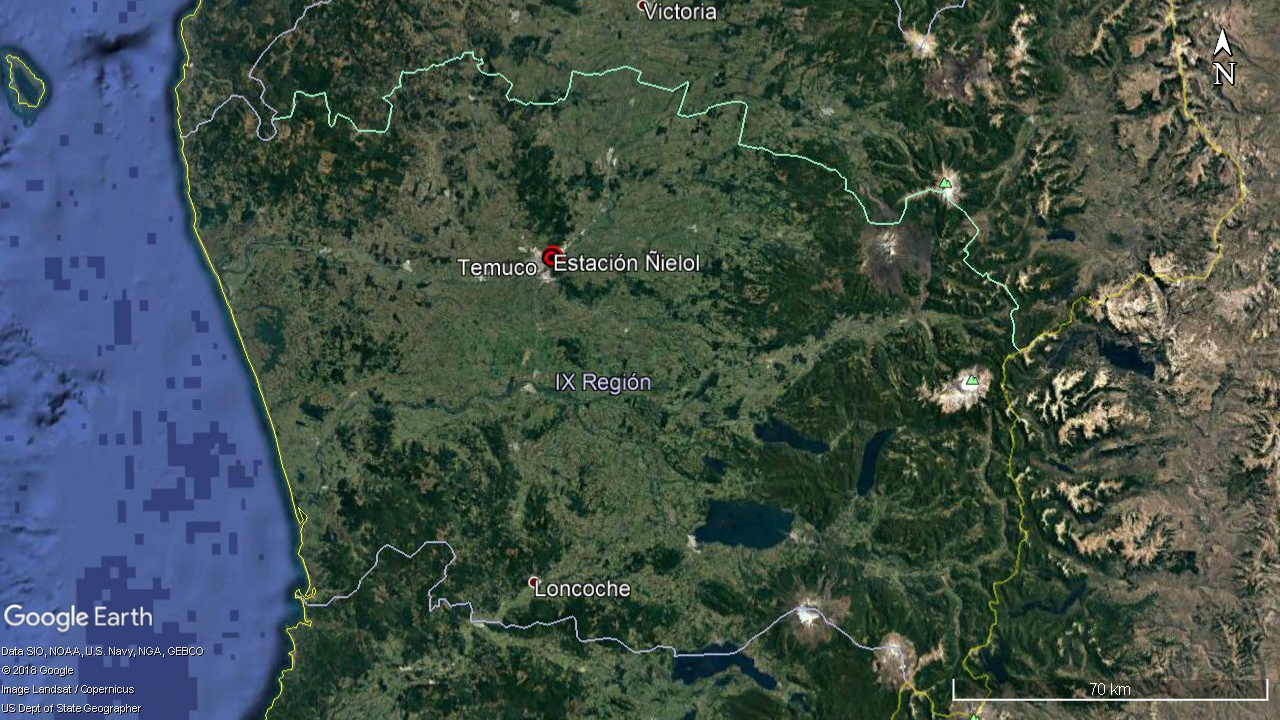 Victoria
N
Temuco
Estación Ñielol
IX Región
Loncoche
Google Earth
Data SIO, NOAA, U.S. Navy, NGA, GEBCO
© 2018 Google
Image Landsat / Copernicus
US Dept of State Geographer
70 km